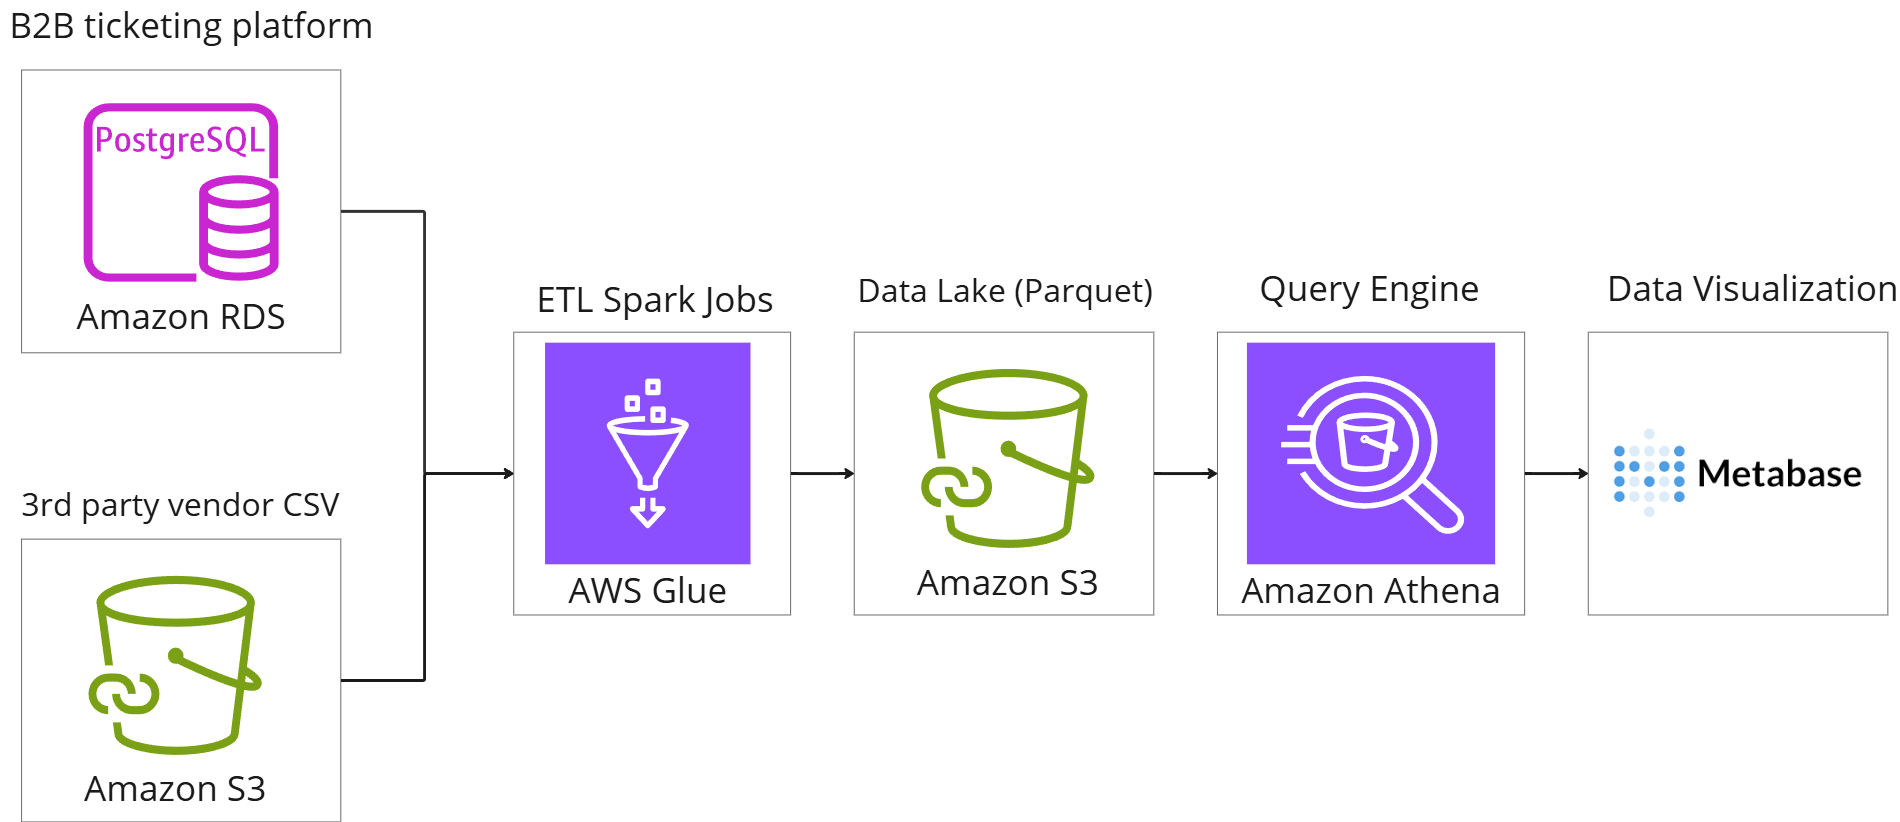 B2B ticketing platform
PostgreSQL
Amazon RDS
3rd party vendor CSV
Amazon S3
ETL Spark Jobs
AWS Glue
Data Lake (Parquet)
Amazon S3
Query Engine
Amazon Athena
Data Visualization
Metabase